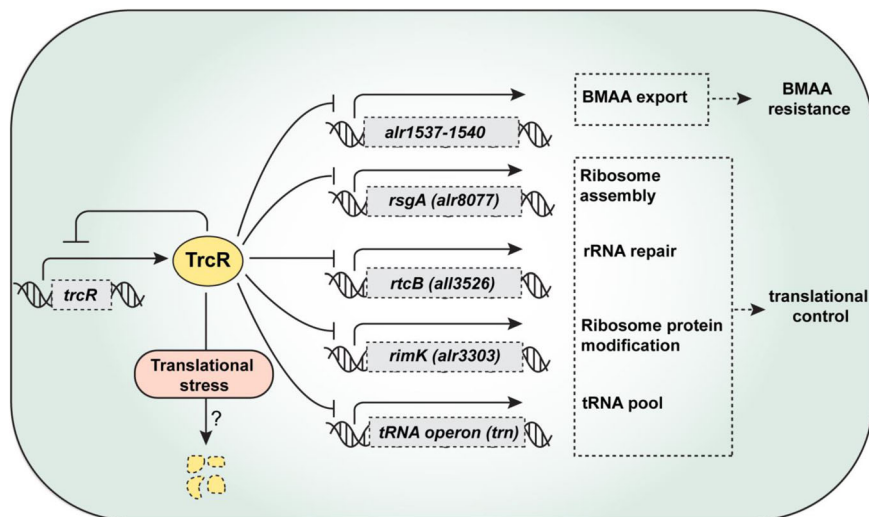 BMAA export
BMAA
resistance
alr1537-1540
Ribosome
assembly
rsgA (alr8077)
TrcR
rRNA repair
trcR
rtcB (all3526)
translational
control
Ribosome protein
modification
rimK (alr3303)
Translational
stress
?
tRNA pool
tRNA operon (trn)